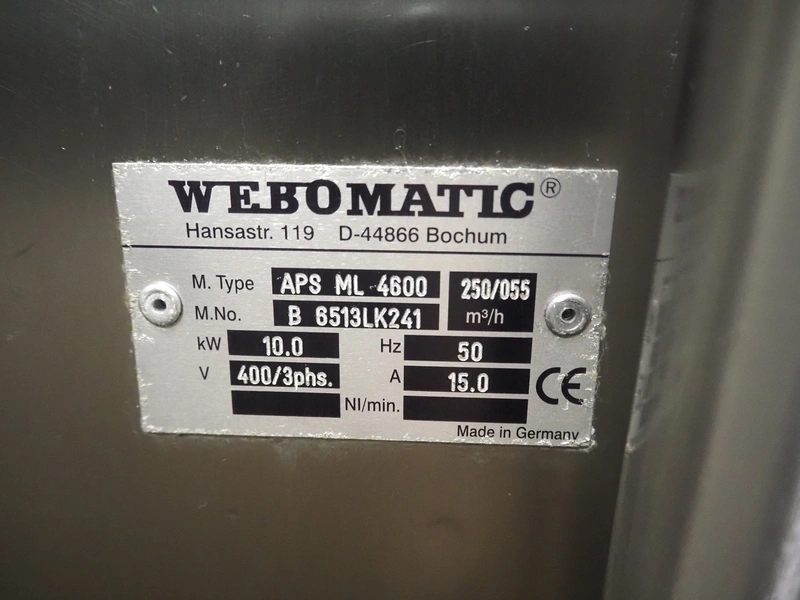 WEBOMATIC®
Hansastr. 119 D-44866 Bochum
M. Type APS ML 4600 250/055
M.No. B 6513LK241 m³/h
kW 10.0 Hz 50
V 400/3phs. A 15.0 CE
Nl/min.
Made in Germany